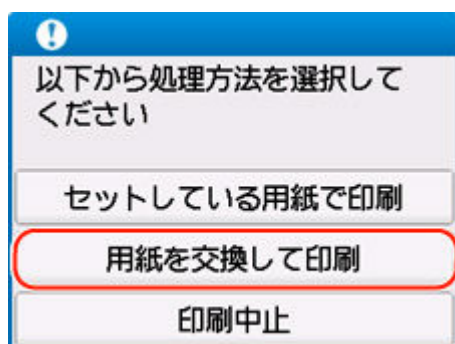 以下から処理方法を選択して
ください
セットしている用紙で印刷
用紙を交換して印刷
印刷中止